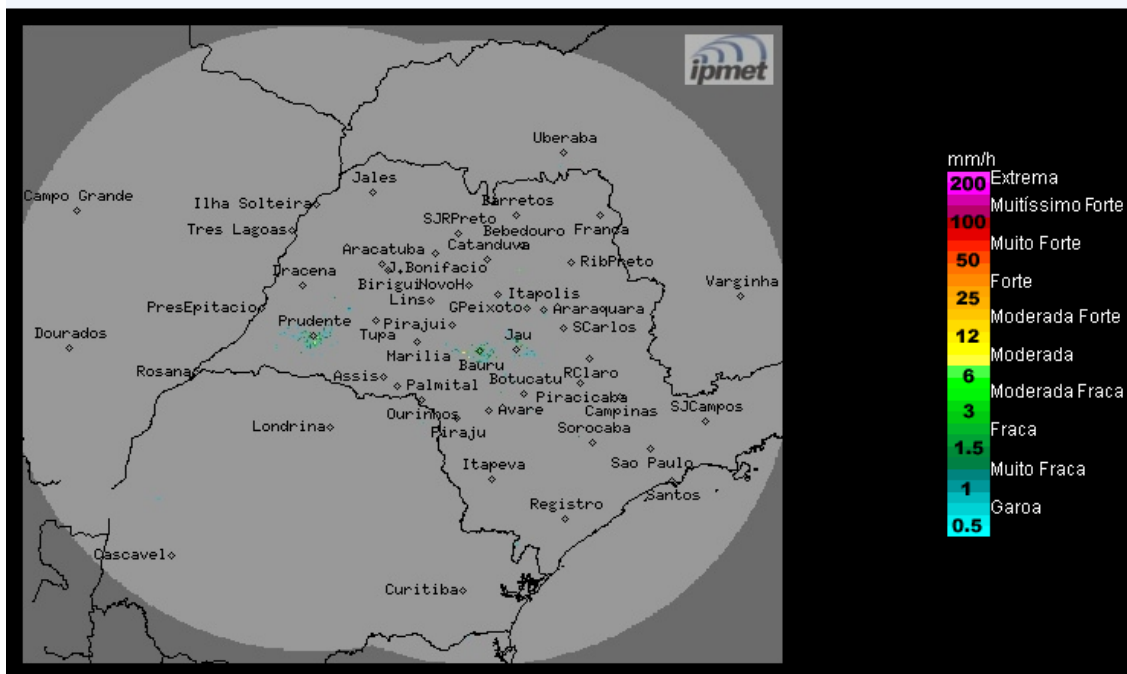 ipmet
Uberaba
Jales
Campo Grande
Ilha Solteira
Barretos
SJRPreto
Tres Lagoas
Bebedouro
Franca
Aracatuba
Catanduva
J.Bonifacio
RibPreto
Dracena
Birigui
NovoH
Varginha
Itapolis
Lins
PresEpitacio
GPeixoto
Araraquara
Prudente
Pirajui
SCarlos
Dourados
Tupa
Jau
Marilia
Bauru
Rosana
Assis
RClaro
Botucatu
Palmital
Piracicaba
SJCampos
Ourinhos
Avare
Campinas
Londrina
Piraju
Sorocaba
Itapeva
Sao Paulo
Santos
Registro
Cascavel
Curitiba
mm/h
200 Extrema
Muitíssimo Forte
100
Muito Forte
50
Forte
25
Moderada Forte
12
Moderada
6
Moderada Fraca
3
Fraca
1.5
Muito Fraca
1
Garoa
0.5